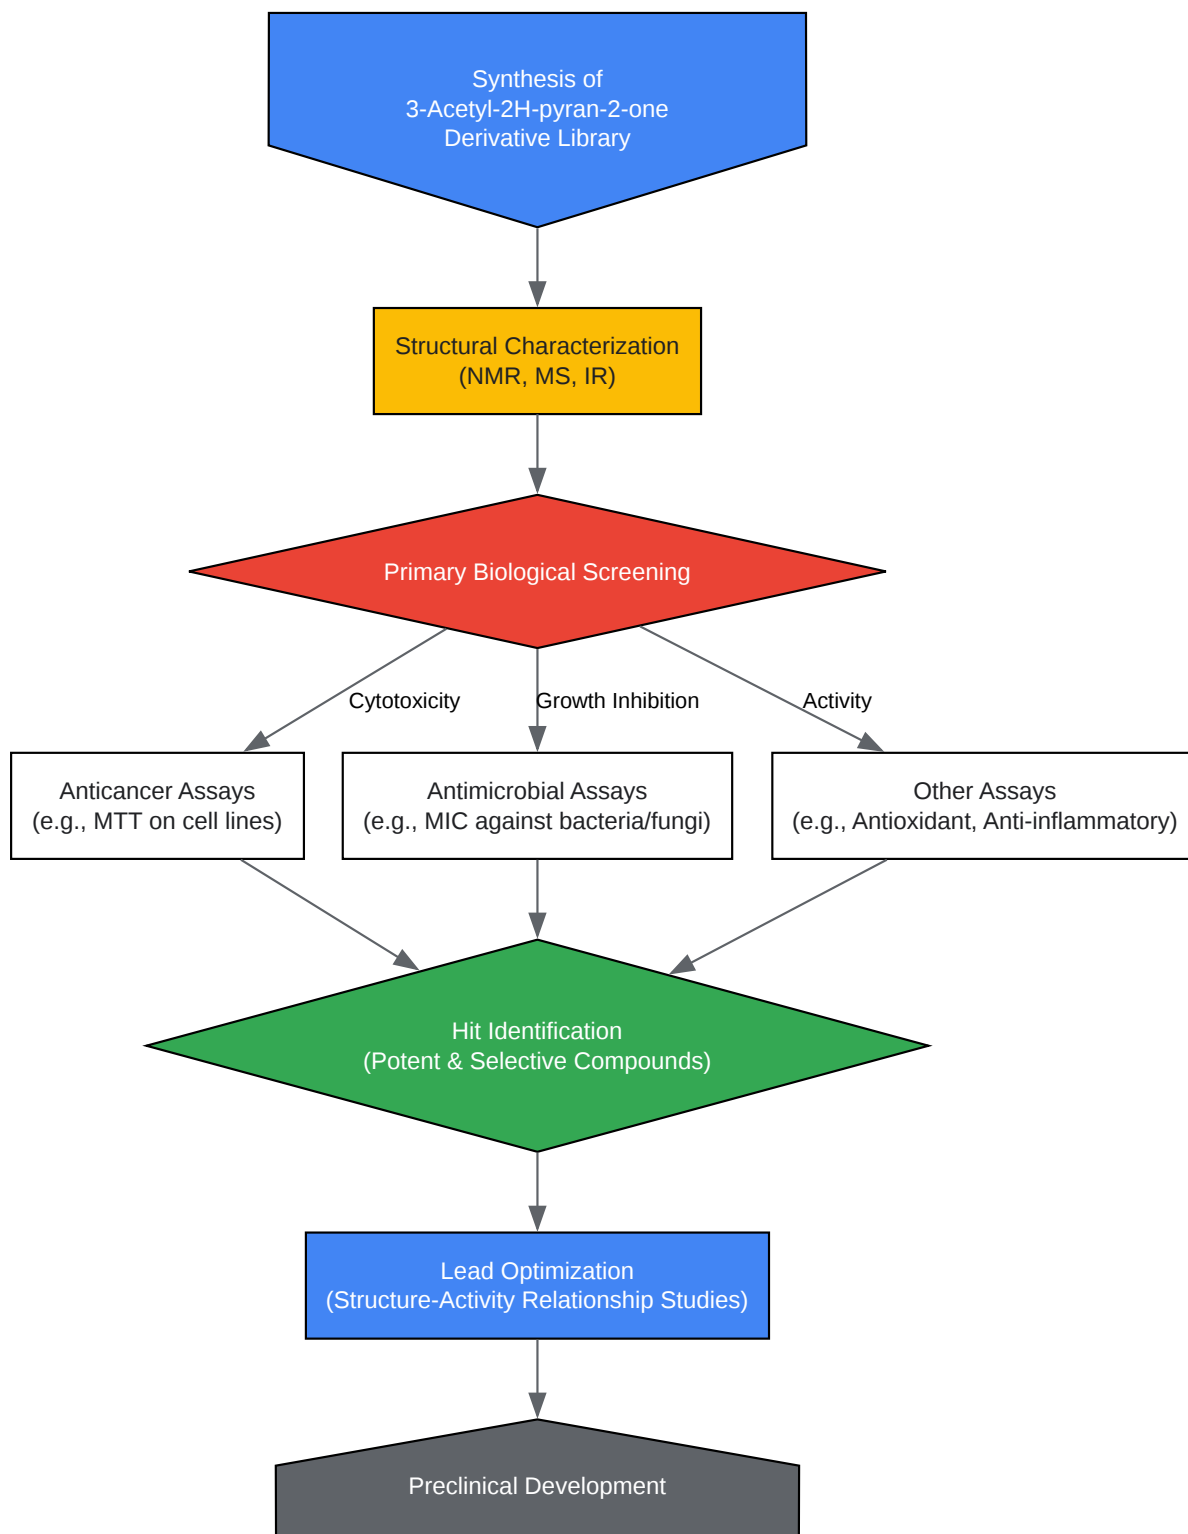 Synthesis of
3-Acetyl-2H-pyran-2-one
Derivative Library
Structural Characterization
(NMR, MS, IR)
Primary Biological Screening
Cytotoxicity
Growth Inhibition
Activity
Anticancer Assays
(e.g., MTT on cell lines)
Antimicrobial Assays
(e.g., MIC against bacteria/fungi)
Other Assays
(e.g., Antioxidant, Anti-inflammatory)
Hit Identification
(Potent & Selective Compounds)
Lead Optimization
(Structure-Activity Relationship Studies)
Preclinical Development